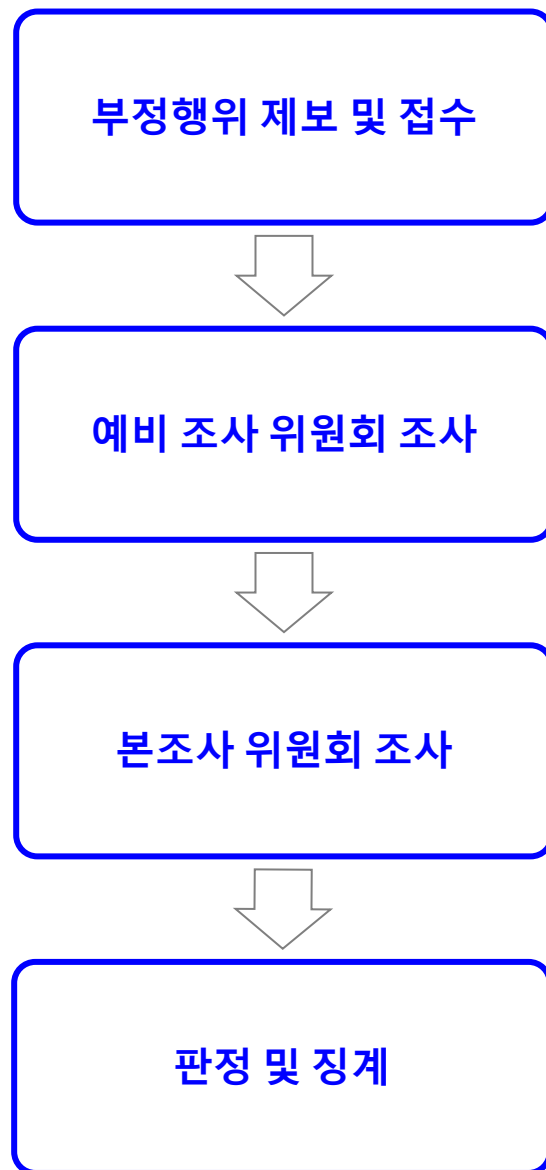 부정행위 제보 및 접수
예비 조사 위원회 조사
본조사 위원회 조사
판정 및 징계